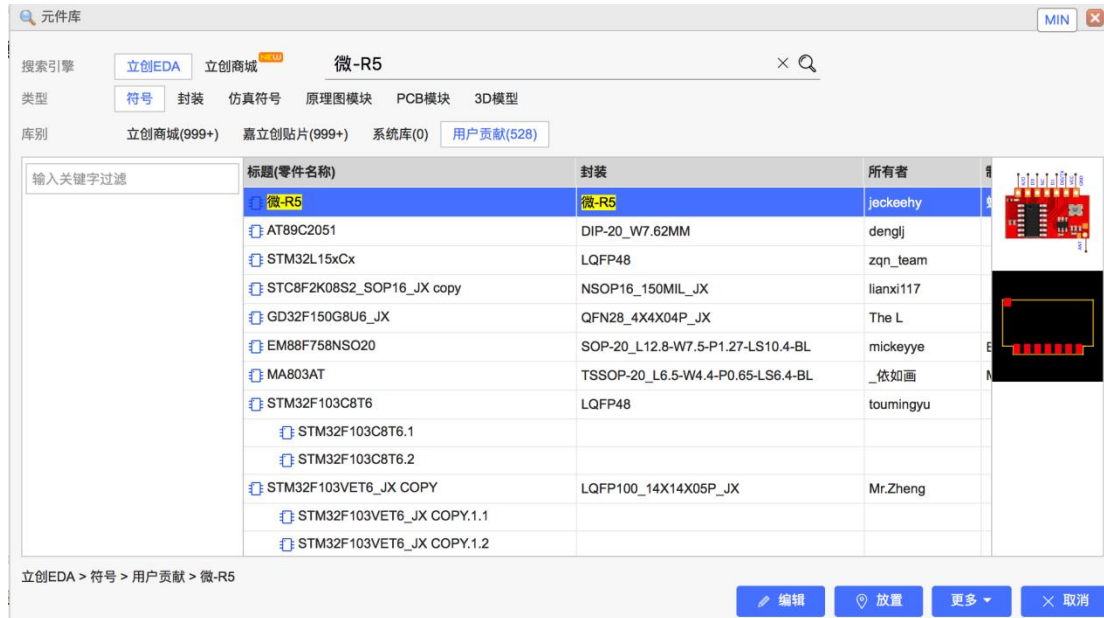 元件库 MIN
搜索引擎 立创EDA 立创商城 NEW 微-R5
类型 符号 封装 仿真符号 原理图模块 PCB模块 3D模型
库别 立创商城(999+) 嘉立创贴片(999+) 系统库(0) 用户贡献(528)
输入关键字过滤
标题(零件名称) 封装 所有者
微-R5 微-R5 jeckeehy
AT89C2051 DIP-20_W7.62MM denglj
STM32L15xCx LQFP48 zqn_team
STC8F2K08S2_SOP16_JX copy NSOP16_150MIL_JX lianxi117
GD32F150G8U6_JX QFN28_4X4X04P_JX The L
EM88F758NSO20 SOP-20_L12.8-W7.5-P1.27-LS10.4-BL mickeyye
MA803AT TSSOP-20_L6.5-W4.4-P0.65-LS6.4-BL _依如画
STM32F103C8T6 LQFP48 toumingyu
STM32F103C8T6.1
STM32F103C8T6.2
STM32F103VET6_JX COPY LQFP100_14X14X05P_JX Mr.Zheng
STM32F103VET6_JX COPY.1.1
STM32F103VET6_JX COPY.1.2
立创EDA > 符号 > 用户贡献 > 微-R5
编辑 放置 更多 取消